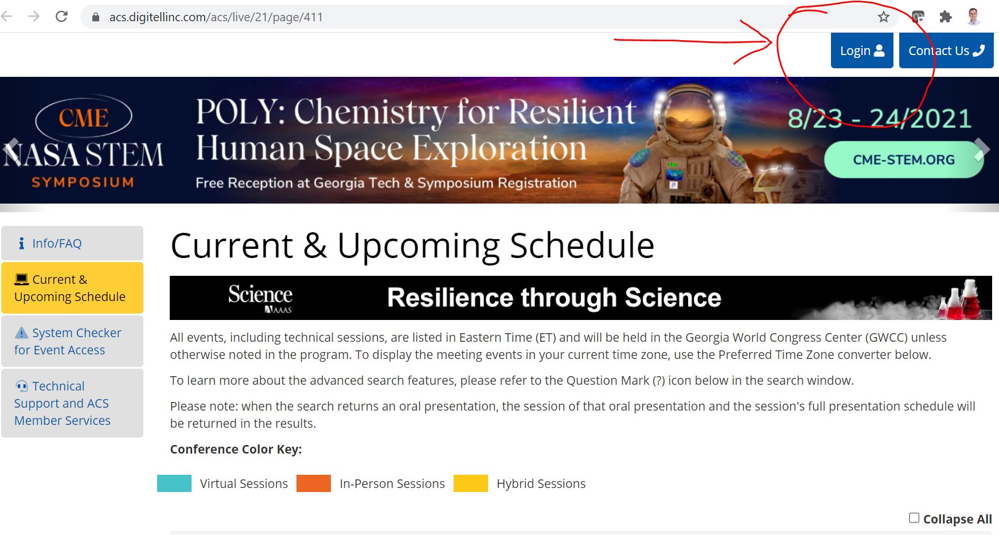 acs.digitellinc.com/acs/live/21/page/411
Login
Contact Us
CME
NASA STEM
SYMPOSIUM
POLY: Chemistry for Resilient
Human Space Exploration
Free Reception at Georgia Tech & Symposium Registration
8/23 - 24/2021
CME-STEM.ORG
Info/FAQ
Current &
Upcoming Schedule
System Checker
for Event Access
Technical
Support and ACS
Member Services
Current & Upcoming Schedule
Science
AAAS
Resilience through Science
All events, including technical sessions, are listed in Eastern Time (ET) and will be held in the Georgia World Congress Center (GWCC) unless
otherwise noted in the program. To display the meeting events in your current time zone, use the Preferred Time Zone converter below.
To learn more about the advanced search features, please refer to the Question Mark (?) icon below in the search window.
Please note: when the search returns an oral presentation, the session of that oral presentation and the session's full presentation schedule will
be returned in the results.
Conference Color Key:
Virtual Sessions
In-Person Sessions
Hybrid Sessions
Collapse All